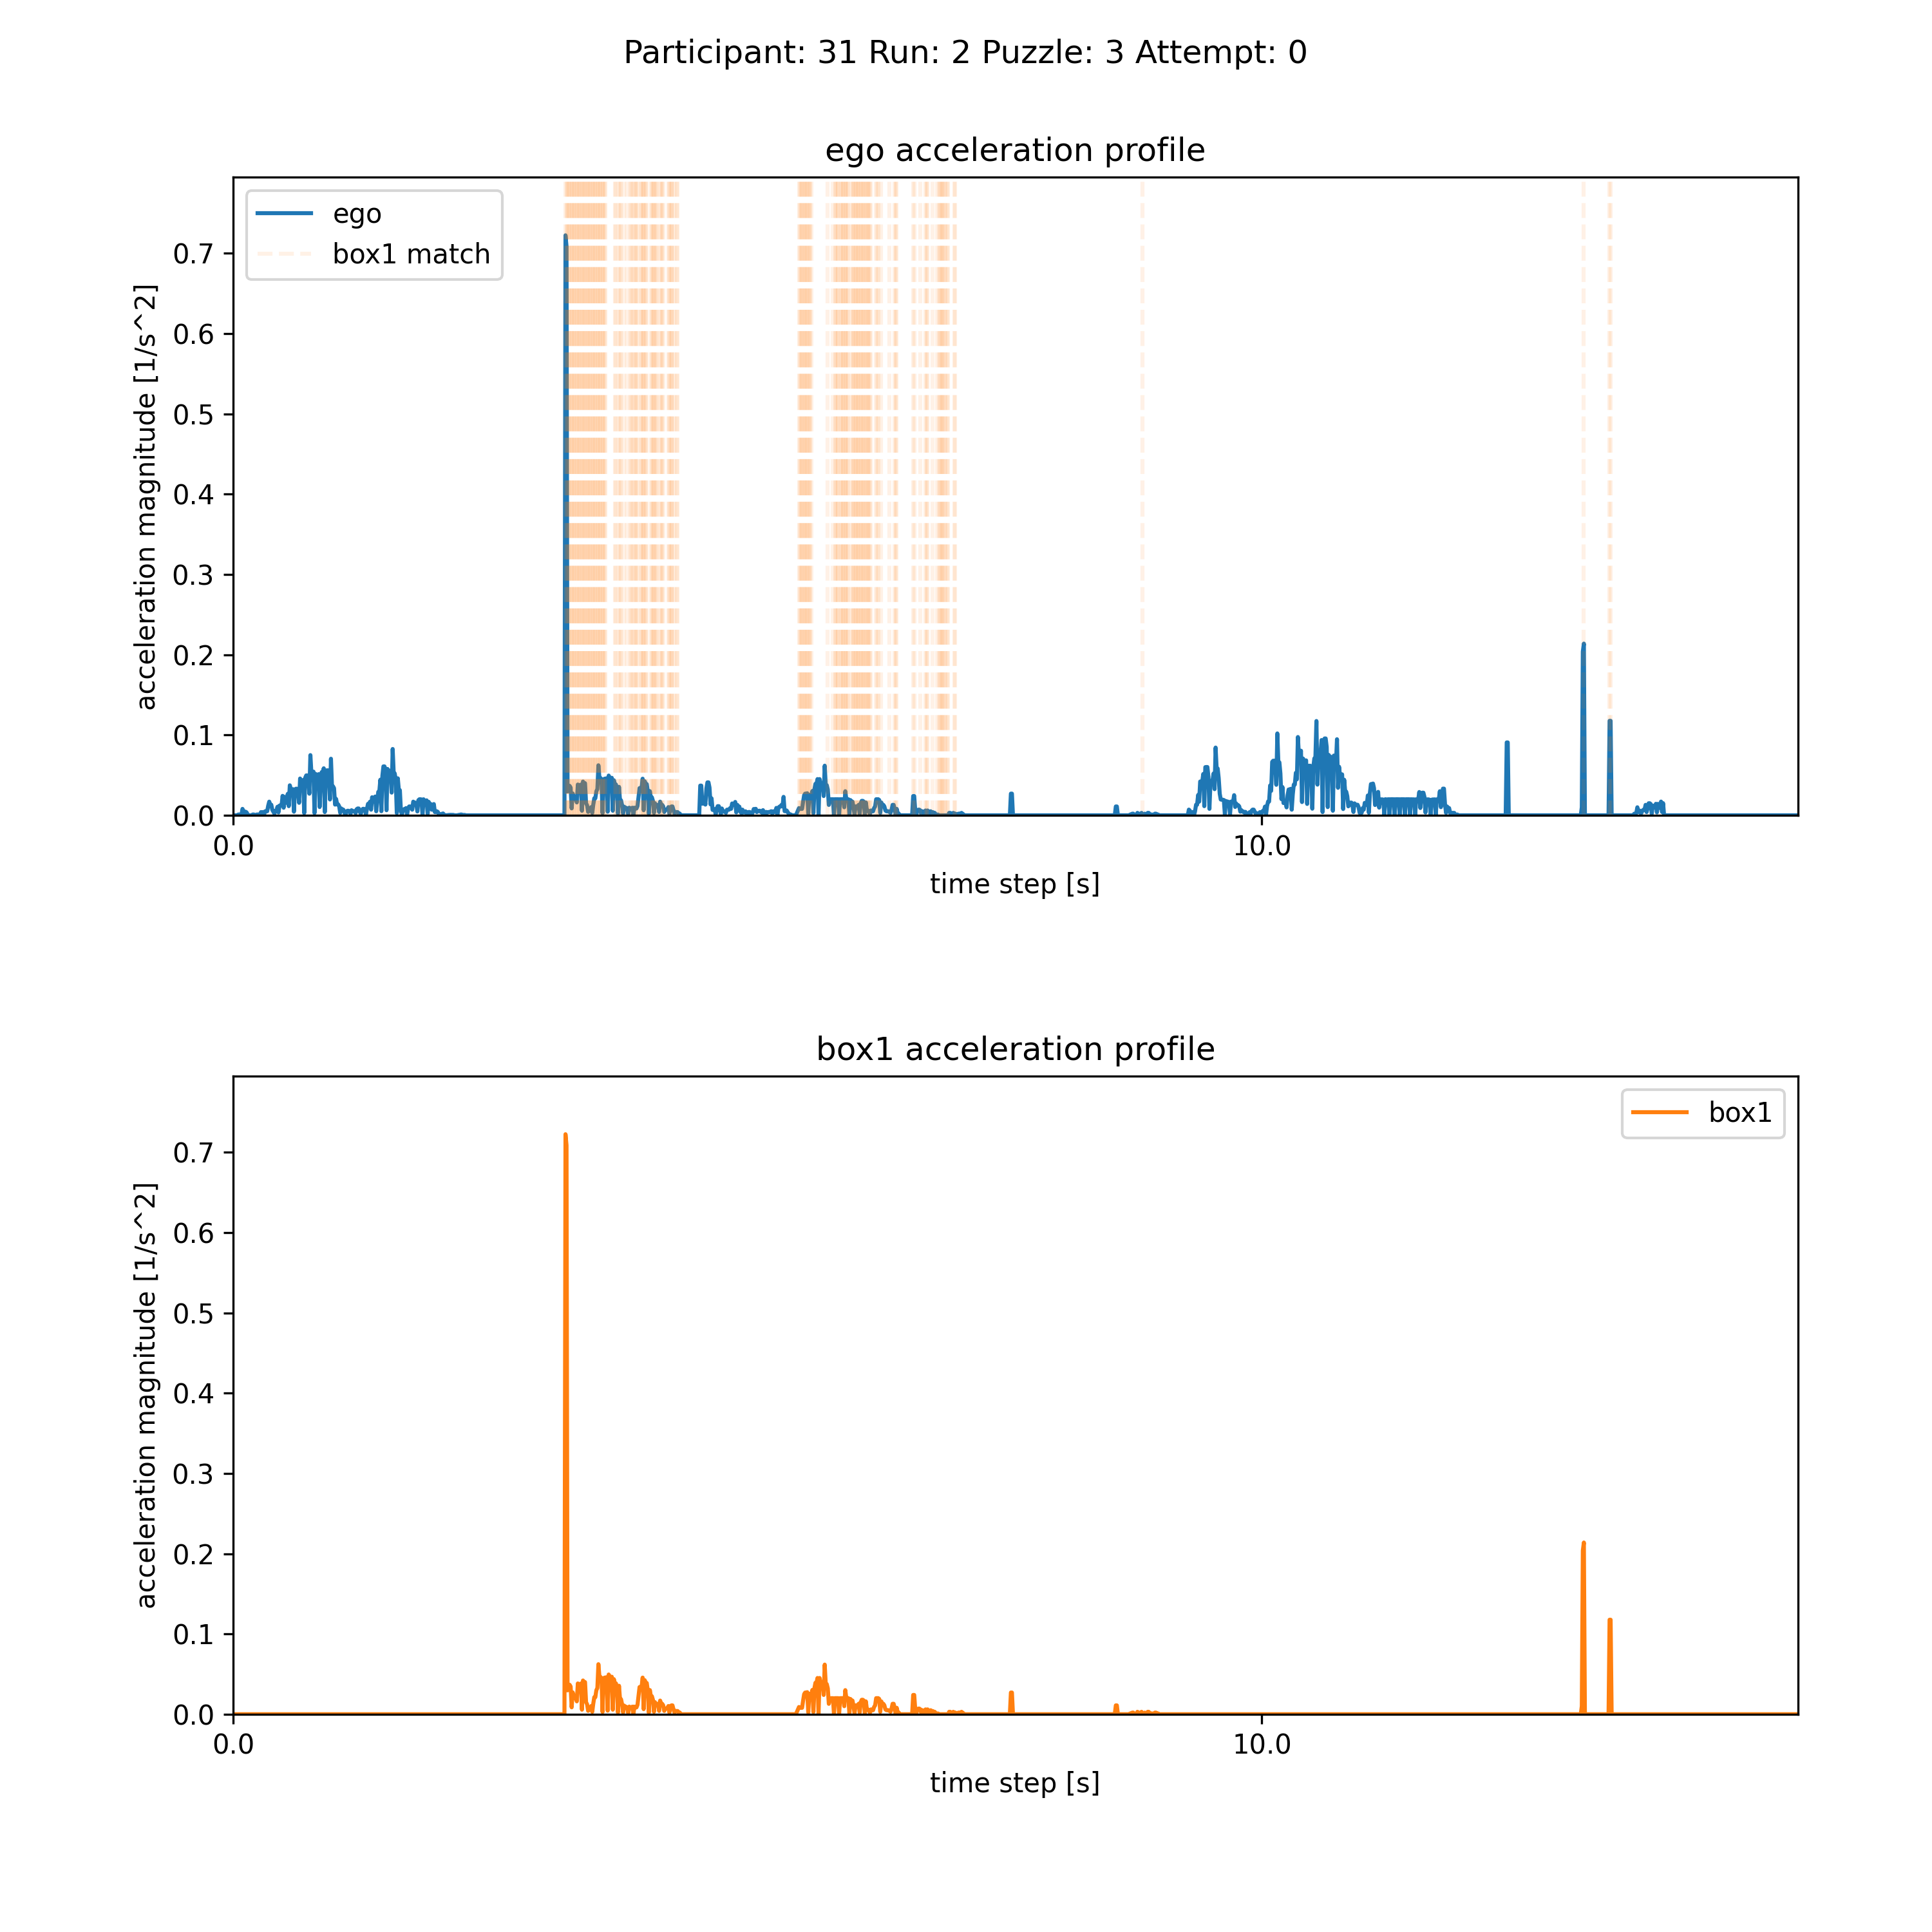 Participant: 31 Run: 2 Puzzle: 3 Attempt: 0
ego acceleration profile
ego
box1 match
acceleration magnitude [1/s^2]
0.7
0.6
0.5
0.4
0.3
0.2
0.1
0.0
0.0
10.0
time step [s]
box1 acceleration profile
box1
acceleration magnitude [1/s^2]
0.7
0.6
0.5
0.4
0.3
0.2
0.1
0.0
0.0
10.0
time step [s]